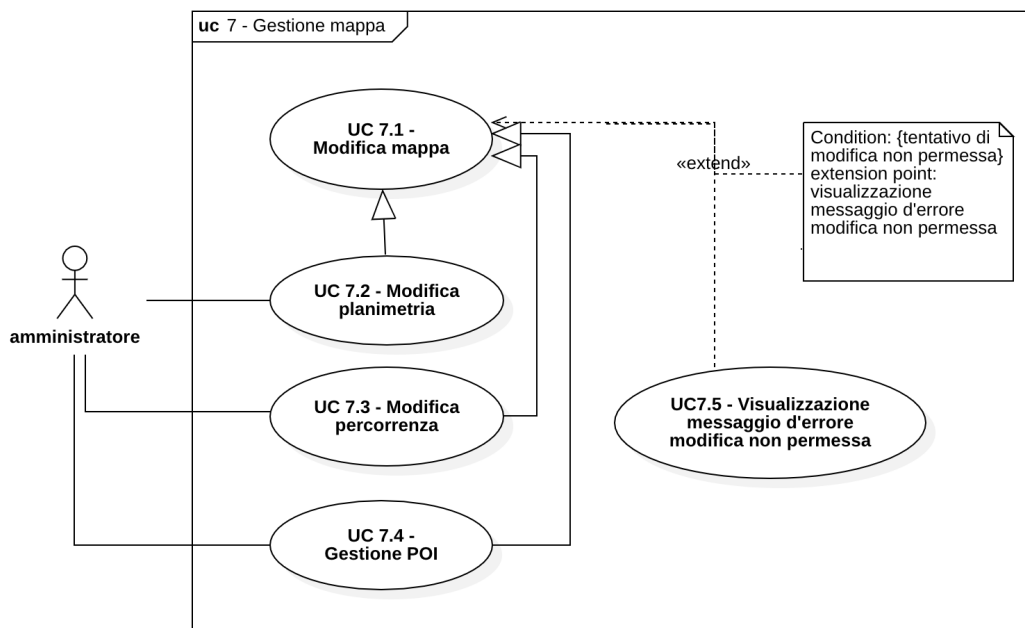 uc 7 - Gestione mappa
UC 7.1 -
Modifica mappa
«extend»
Condition: {tentativo di
modifica non permessa}
extension point:
visualizzazione
messaggio d'errore
modifica non permessa
UC 7.2 - Modifica
planimetria
amministratore
UC 7.3 - Modifica
percorrenza
UC7.5 - Visualizzazione
messaggio d'errore
modifica non permessa
UC 7.4 -
Gestione POI